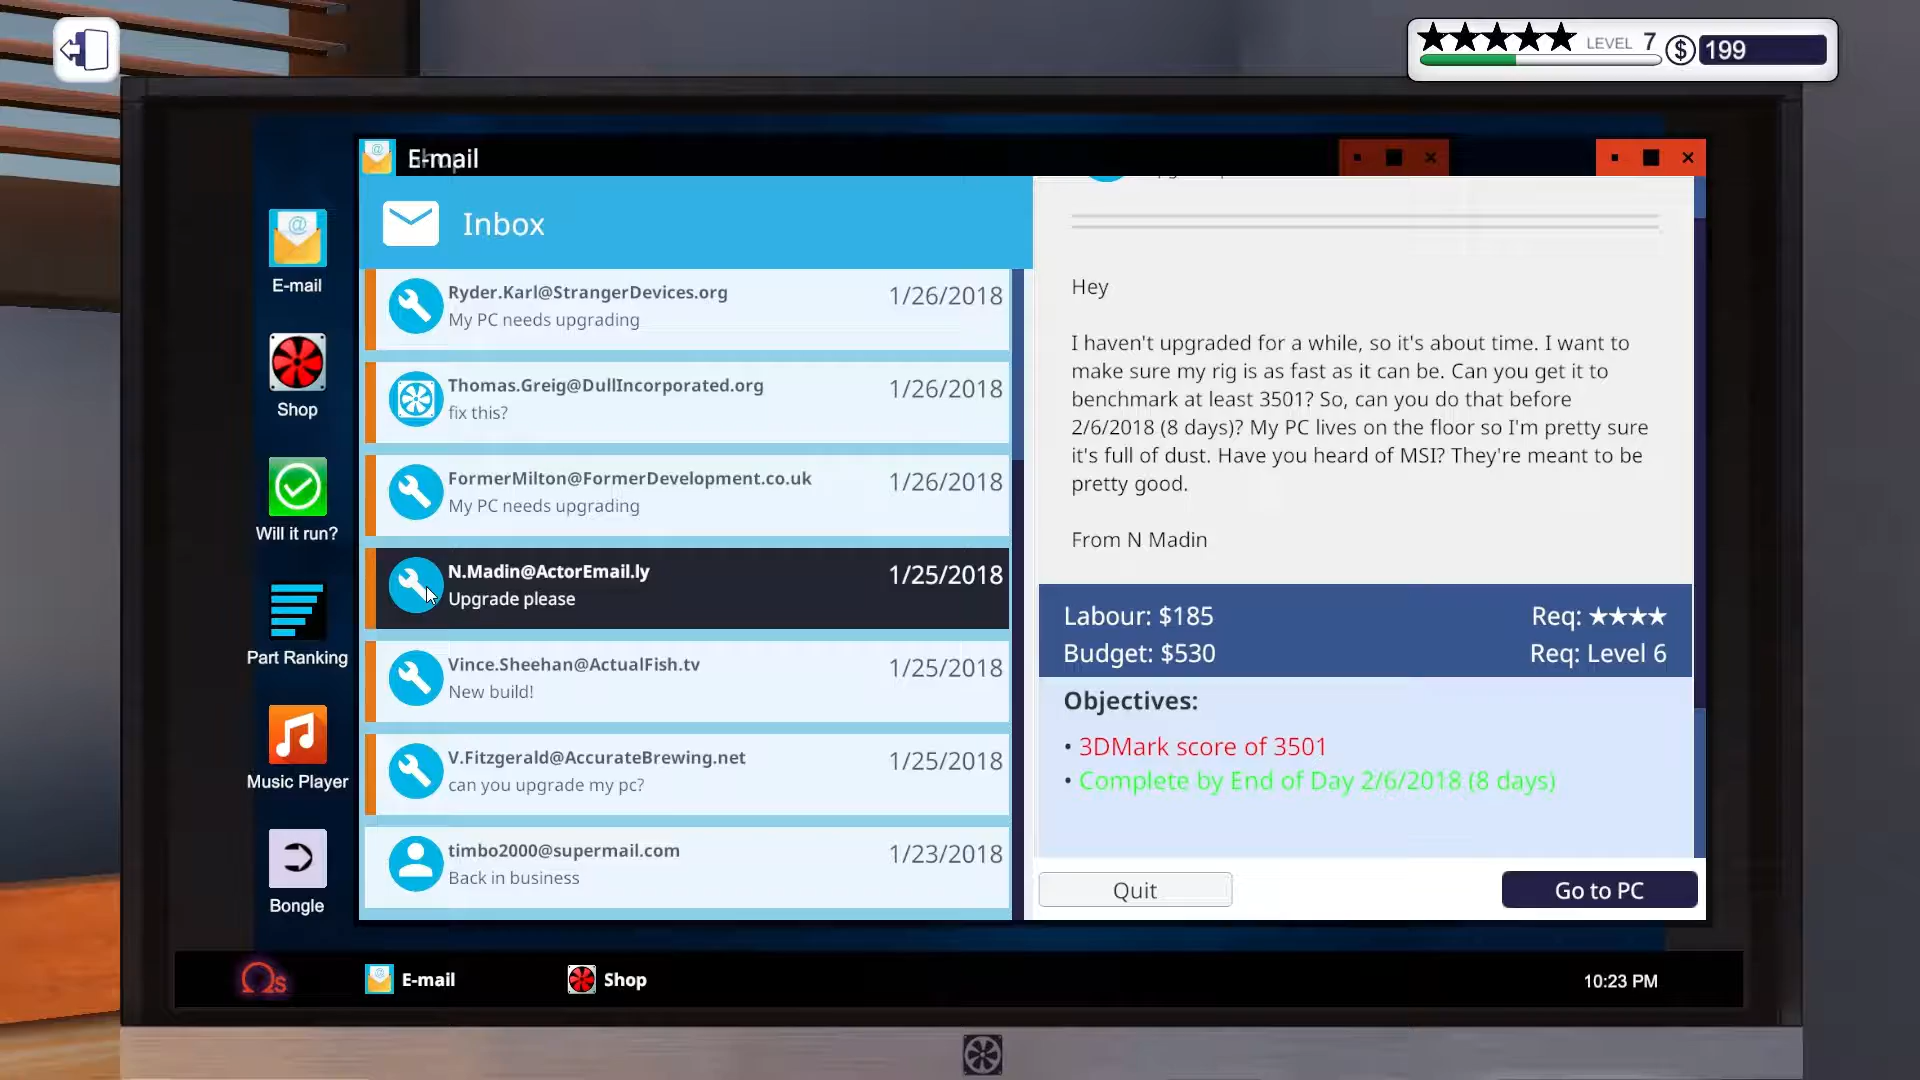 LEVEL 7
$ 199
E-mail
Inbox
E-mail
Shop
Will it run?
Part Ranking
Music Player
Bongle
Ryder.Karl@StrangerDevices.org
1/26/2018
My PC needs upgrading
Thomas.Greig@DullIncorporated.org
1/26/2018
fix this?
FormerMilton@FormerDevelopment.co.uk
1/26/2018
My PC needs upgrading
N.Madin@ActorEmail.ly
1/25/2018
Upgrade please
Vince.Sheehan@ActualFish.tv
1/25/2018
New build!
V.Fitzgerald@AccurateBrewing.net
1/25/2018
can you upgrade my pc?
timbo2000@supermail.com
1/23/2018
Back in business
Hey
I haven't upgraded for a while, so it's about time. I want to
make sure my rig is as fast as it can be. Can you get it to
benchmark at least 3501? So, can you do that before
2/6/2018 (8 days)? My PC lives on the floor so I'm pretty sure
it's full of dust. Have you heard of MSI? They're meant to be
pretty good.
From N Madin
Labour: $185
Req: ★★★★
Budget: $530
Req: Level 6
Objectives:
• 3DMark score of 3501
• Complete by End of Day 2/6/2018 (8 days)
Quit
Go to PC
Ωs
E-mail
Shop
10:23 PM